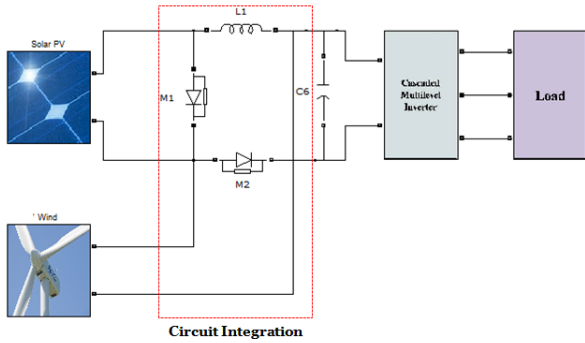 Solar PV
L1
M1
C6
M2
Cascaded
Multilevel
Inverter
Load
' Wind
Circuit Integration